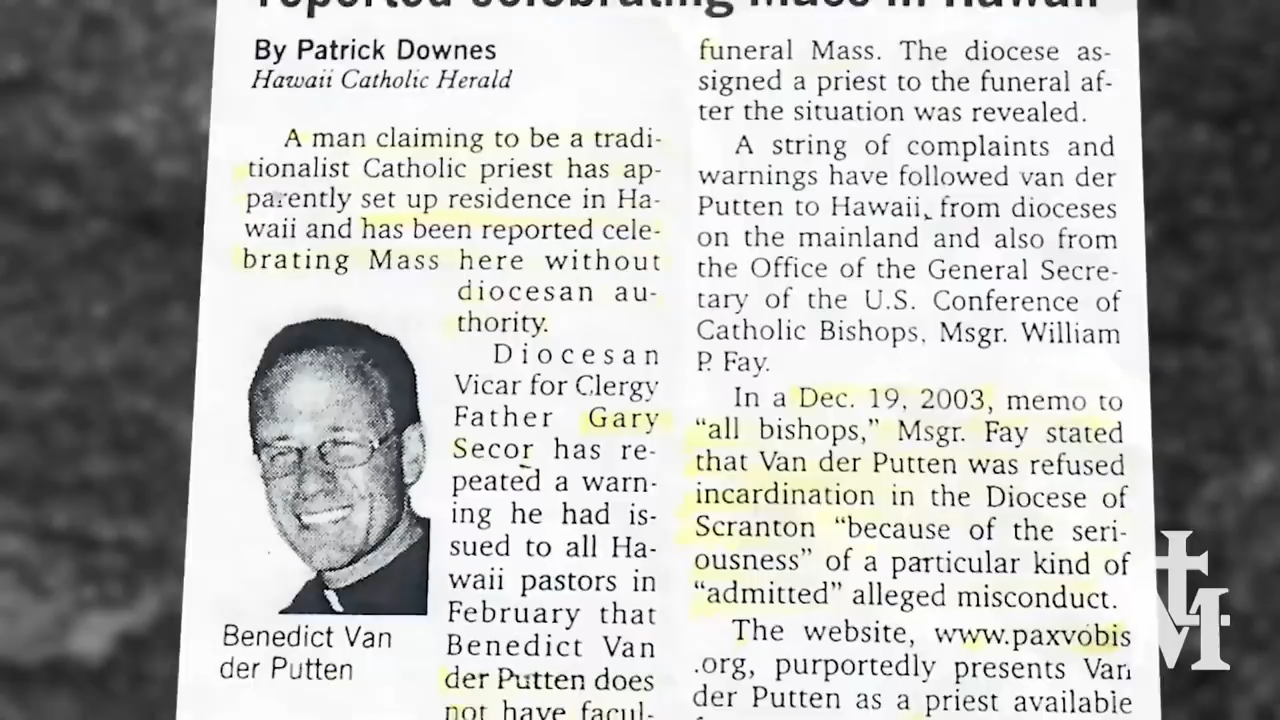 reported celebrating Mass in Hawaii
By Patrick Downes
Hawaii Catholic Herald
A man claiming to be a tradi-
tionalist Catholic priest has ap-
parently set up residence in Ha-
waii and has been reported cele-
brating Mass here without
diocesan au-
thority.
Diocesan
Vicar for Clergy
Father Gary
Secor has re-
peated a warn-
ing he had is-
sued to all Ha-
waii pastors in
February that
Benedict Van
der Putten does
not have facul-
Benedict Van
der Putten
funeral Mass. The diocese as-
signed a priest to the funeral af-
ter the situation was revealed.
A string of complaints and
warnings have followed van der
Putten to Hawaii, from dioceses
on the mainland and also from
the Office of the General Secre-
tary of the U.S. Conference of
Catholic Bishops, Msgr. William
P. Fay.
In a Dec. 19, 2003, memo to
“all bishops,” Msgr. Fay stated
that Van der Putten was refused
incardination in the Diocese of
Scranton “because of the seri-
ousness” of a particular kind of
“admitted” alleged misconduct.
The website, www.paxvobis
.org, purportedly presents Van
der Putten as a priest available